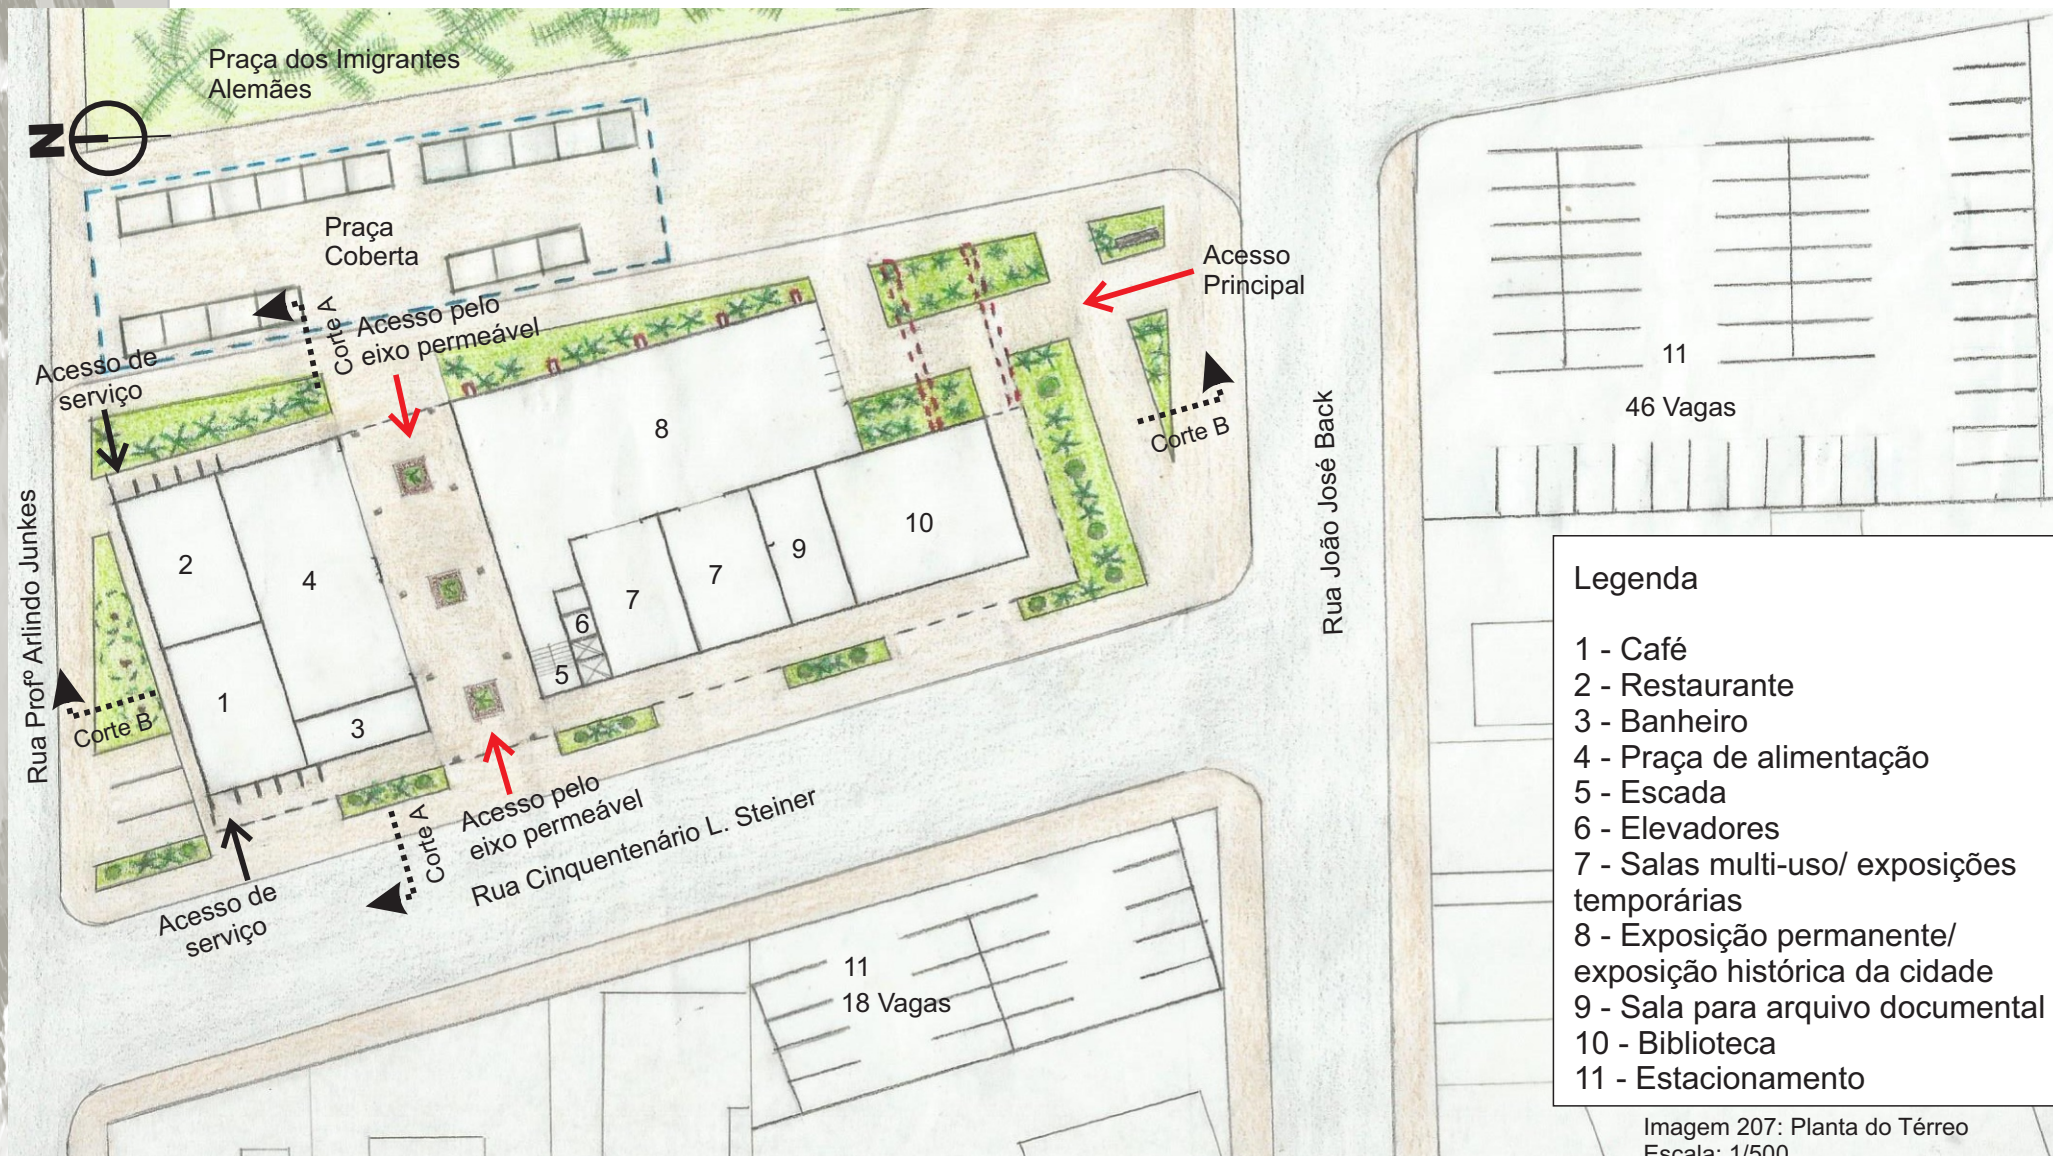 Praça dos Imigrantes
Alemães
N
Praça
Coberta
Corte A
Acesso pelo
eixo permeável
Acesso de
serviço
Acesso
Principal
Corte B
8
2
4
10
9
7
7
6
5
1
3
Rua Profº Arlindo Junkes
Corte B
Rua João José Back
11
46 Vagas
Acesso pelo
eixo permeável
Corte A
Rua Cinquentenário L. Steiner
Acesso de
serviço
11
18 Vagas
Legenda
1 - Café
2 - Restaurante
3 - Banheiro
4 - Praça de alimentação
5 - Escada
6 - Elevadores
7 - Salas multi-uso/ exposições
temporárias
8 - Exposição permanente/
exposição histórica da cidade
9 - Sala para arquivo documental
10 - Biblioteca
11 - Estacionamento
Imagem 207: Planta do Térreo
Escala: 1/500